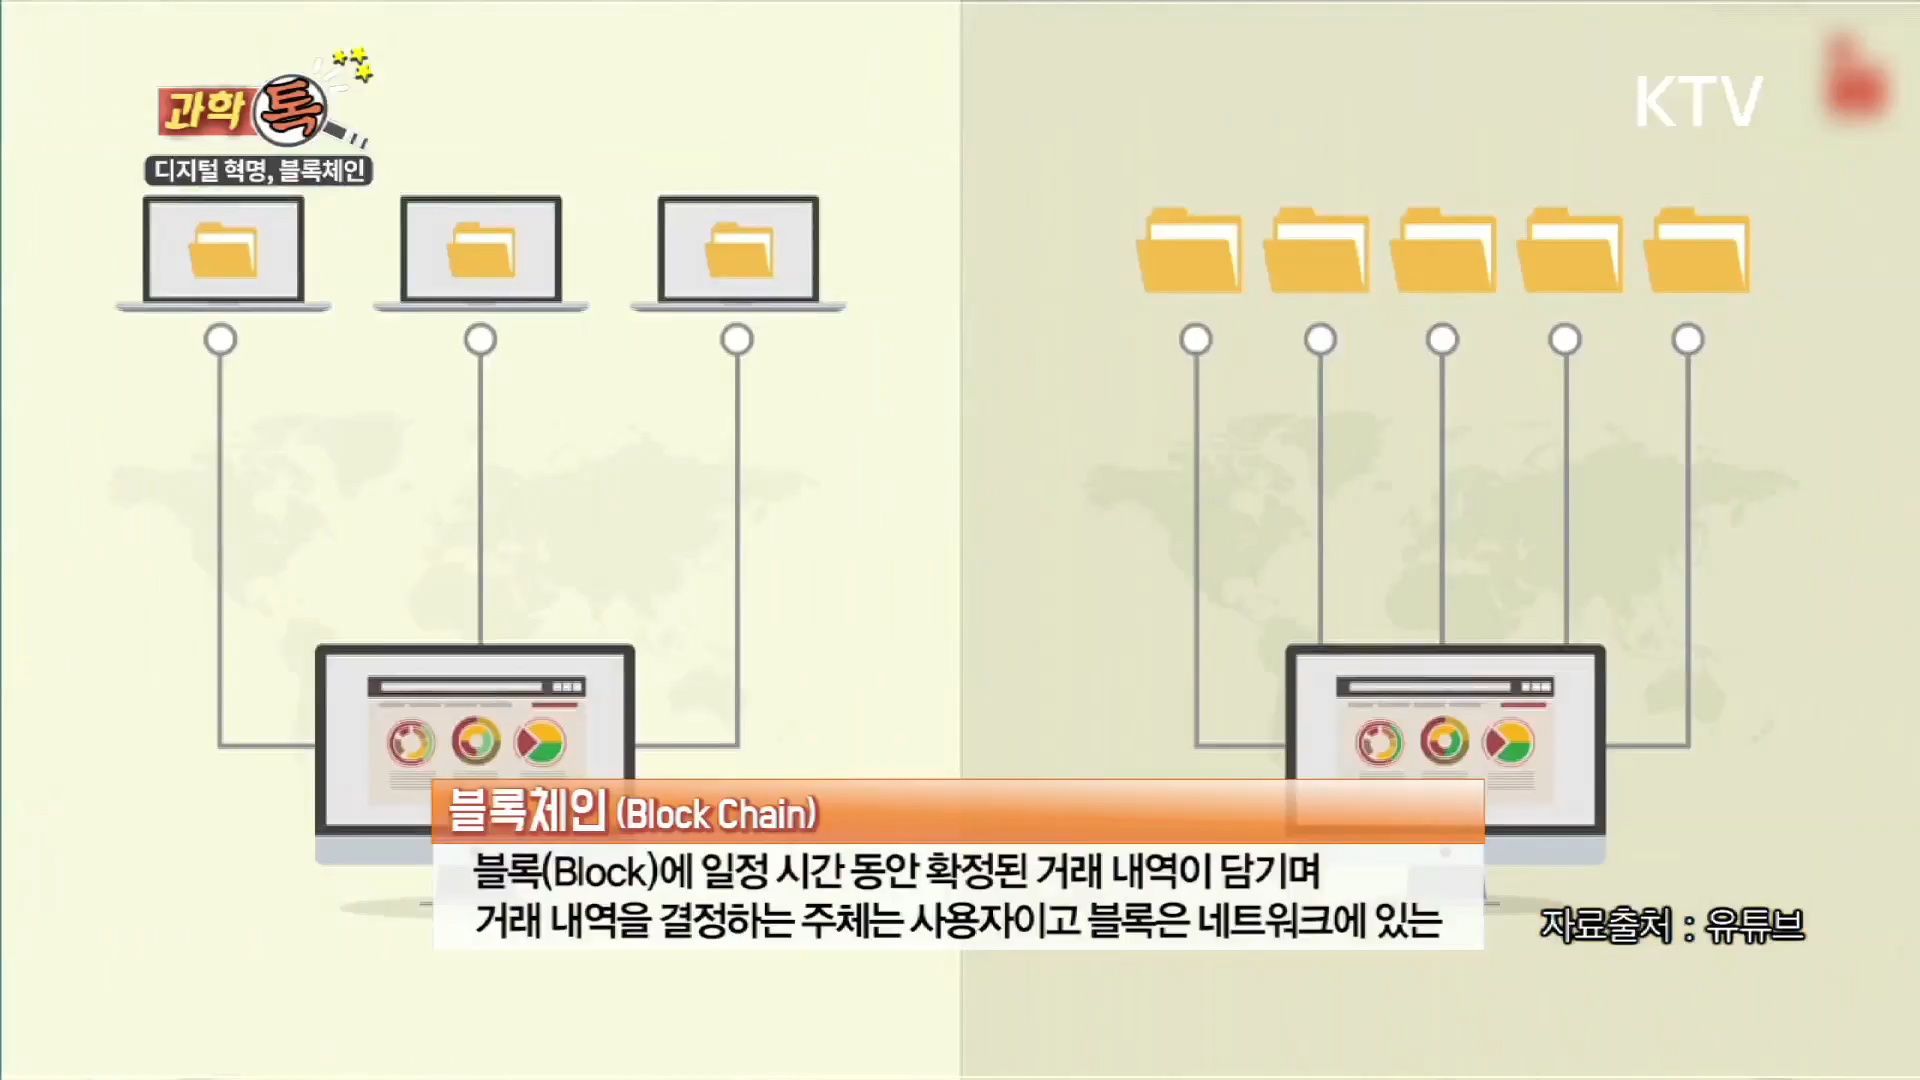 과학톡
KTV
디지털 혁명, 블록체인
블록체인 (Block Chain)
블록(Block)에 일정 시간 동안 확정된 거래 내역이 담기며
거래 내역을 결정하는 주체는 사용자이고 블록은 네트워크에 있는
자료출처 : 유튜브